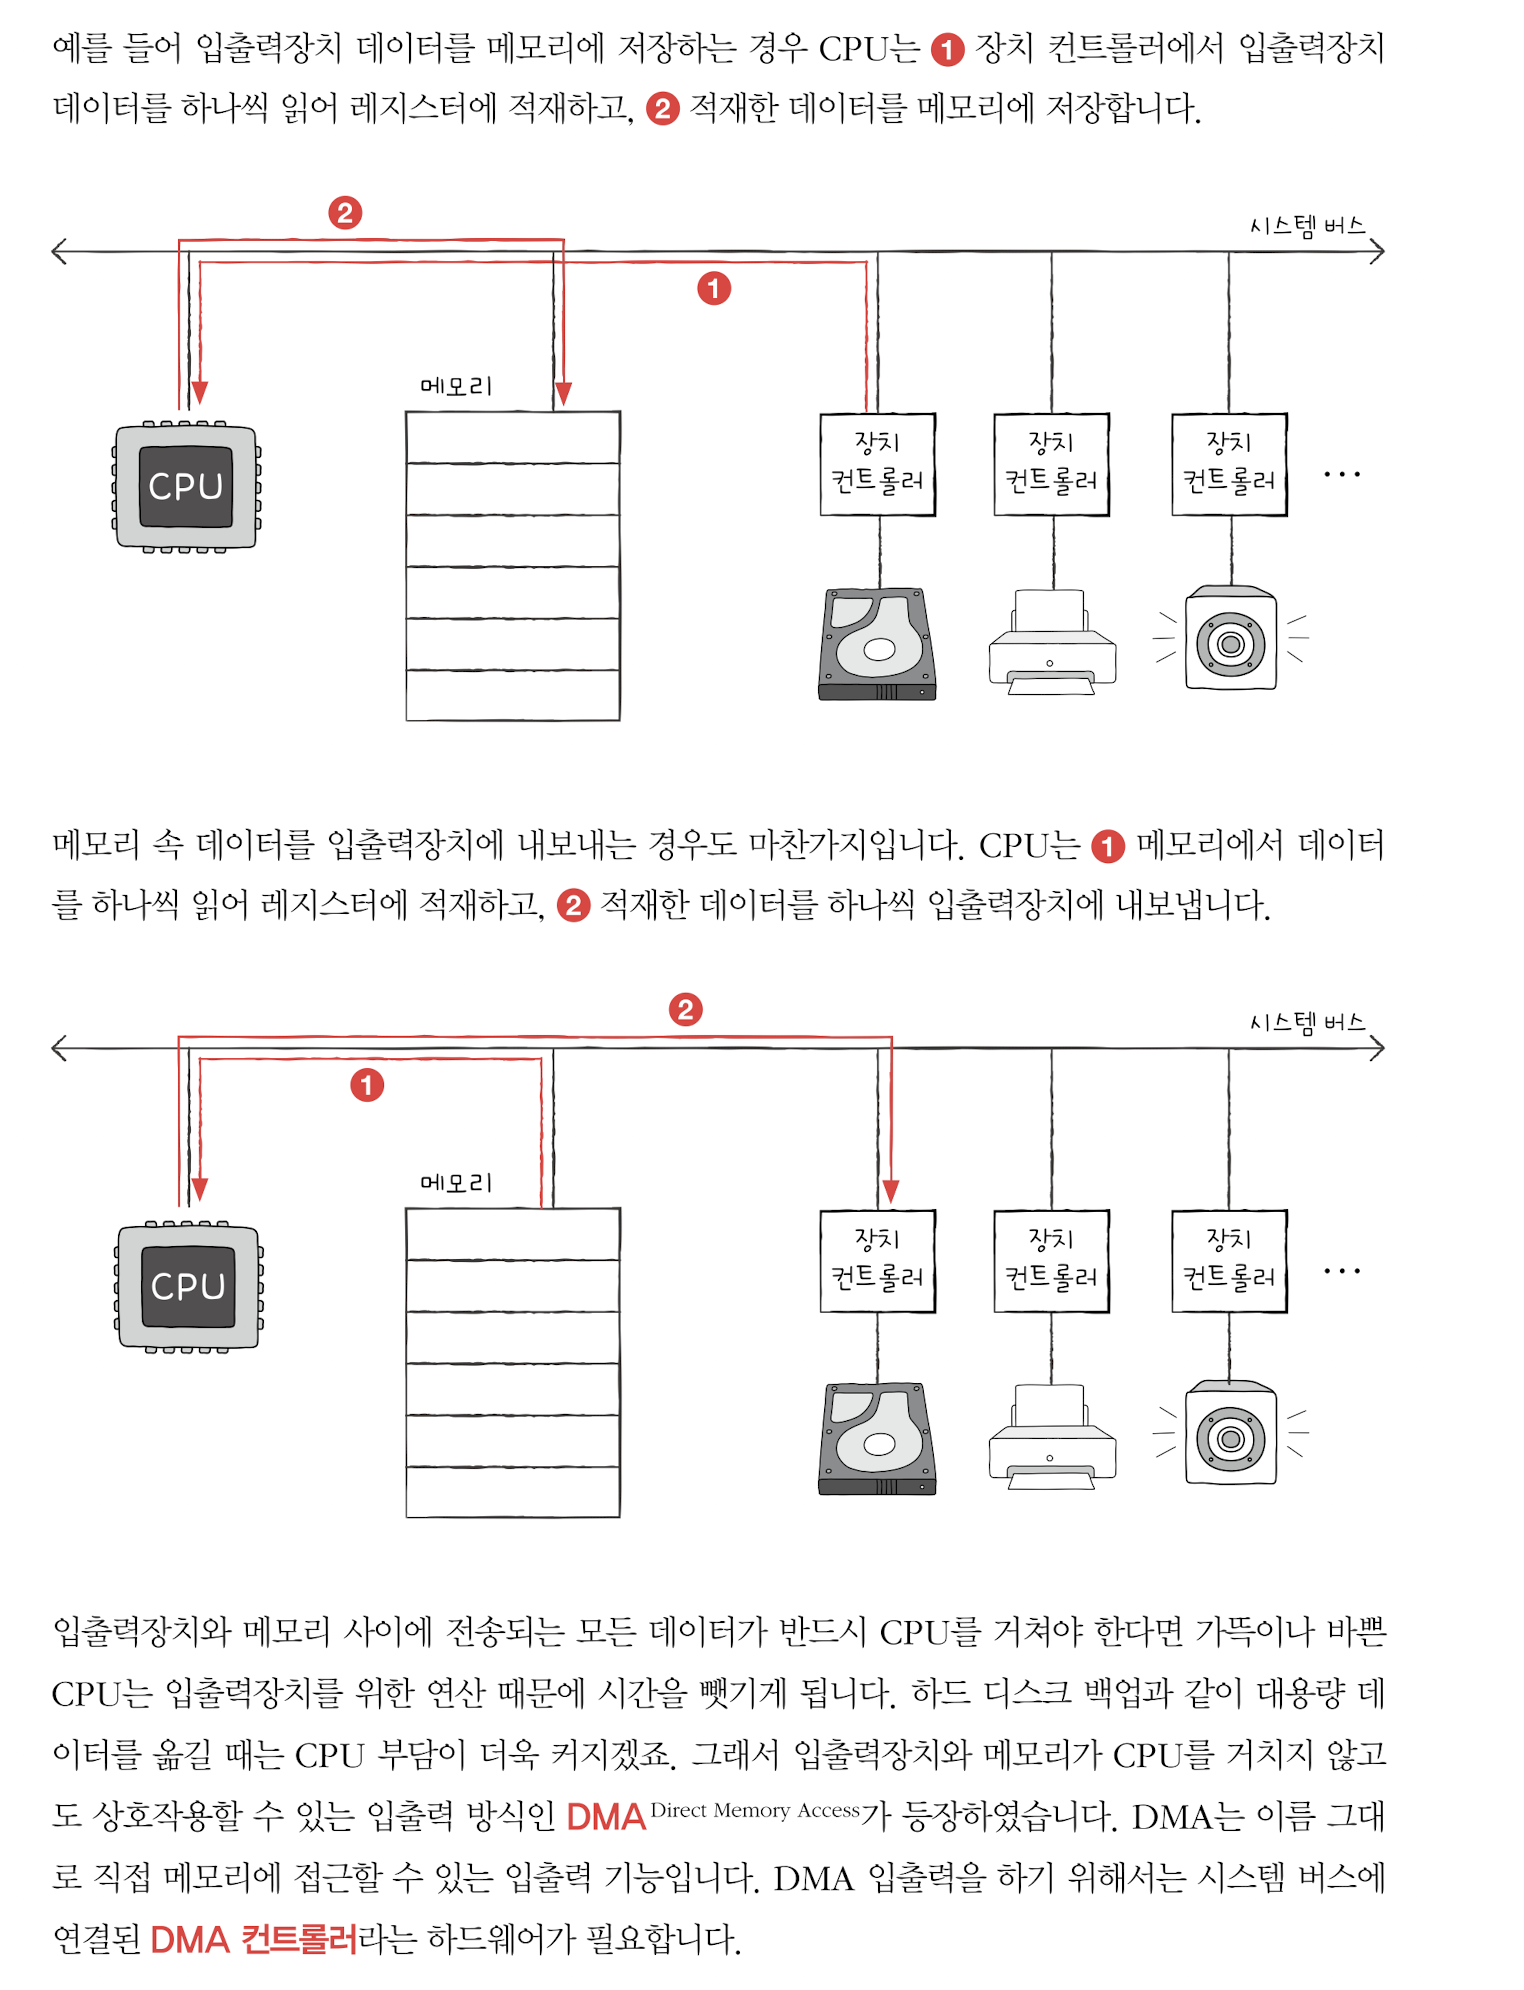 예를 들어 입출력장치 데이터를 메모리에 저장하는 경우 CPU는 1 장치 컨트롤러에서 입출력장치
데이터를 하나씩 읽어 레지스터에 적재하고, 2 적재한 데이터를 메모리에 저장합니다.
2
시스템 버스
1
메모리
CPU
장치
컨트롤러
장치
컨트롤러
장치
컨트롤러
...
메모리 속 데이터를 입출력장치에 내보내는 경우도 마찬가지입니다. CPU는 1 메모리에서 데이터
를 하나씩 읽어 레지스터에 적재하고, 2 적재한 데이터를 하나씩 입출력장치에 내보냅니다.
2
시스템 버스
1
메모리
CPU
장치
컨트롤러
장치
컨트롤러
장치
컨트롤러
...
입출력장치와 메모리 사이에 전송되는 모든 데이터가 반드시 CPU를 거쳐야 한다면 가뜩이나 바쁜
CPU는 입출력장치를 위한 연산 때문에 시간을 뺏기게 됩니다. 하드 디스크 백업과 같이 대용량 데
이터를 옮길 때는 CPU 부담이 더욱 커지겠죠. 그래서 입출력장치와 메모리가 CPU를 거치지 않고
도 상호작용할 수 있는 입출력 방식인 DMA Direct Memory Access가 등장하였습니다. DMA는 이름 그대
로 직접 메모리에 접근할 수 있는 입출력 기능입니다. DMA 입출력을 하기 위해서는 시스템 버스에
연결된 DMA 컨트롤러라는 하드웨어가 필요합니다.